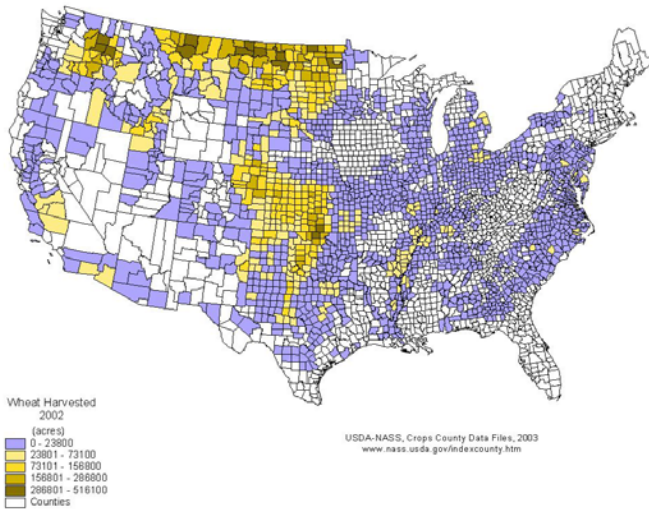 Wheat Harvested
2002
(acres)
0 - 23800
23801 - 73100
73101 - 156800
156801 - 286800
286801 - 516100
Counties
USDA-NASS, Crops County Data Files, 2003
www.nass.usda.gov/indexcounty.htm